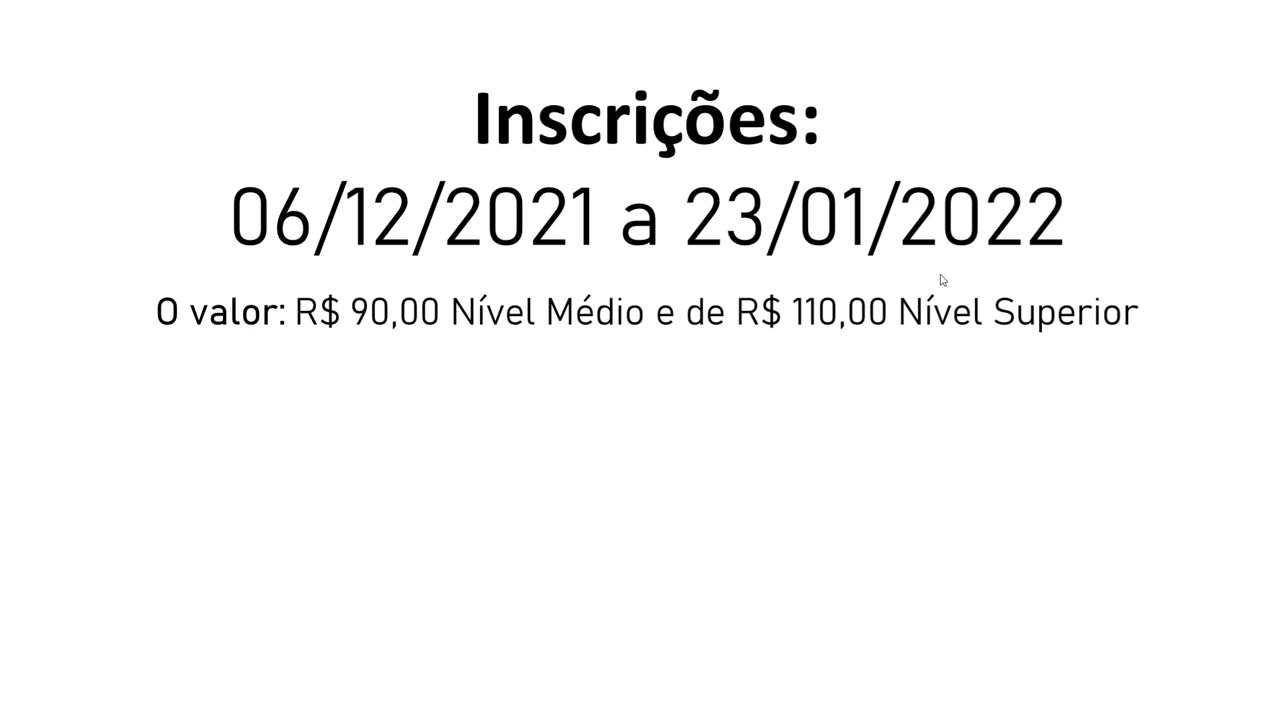 Inscrições:
06/12/2021 a 23/01/2022
O valor: R$ 90,00 Nível Médio e de R$ 110,00 Nível Superior